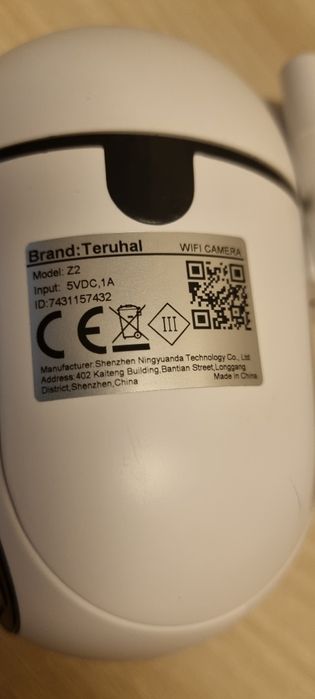 Brand:Teruhal WIFI CAMERA
Model: Z2
Input: 5VDC,1A
ID:7431157432
CE
III
Manufacturer:Shenzhen Ningyuanda Technology Co., Ltd
Address:402 Kaiteng Building,Bantian Street,Longgang
District,Shenzhen,China Made in China